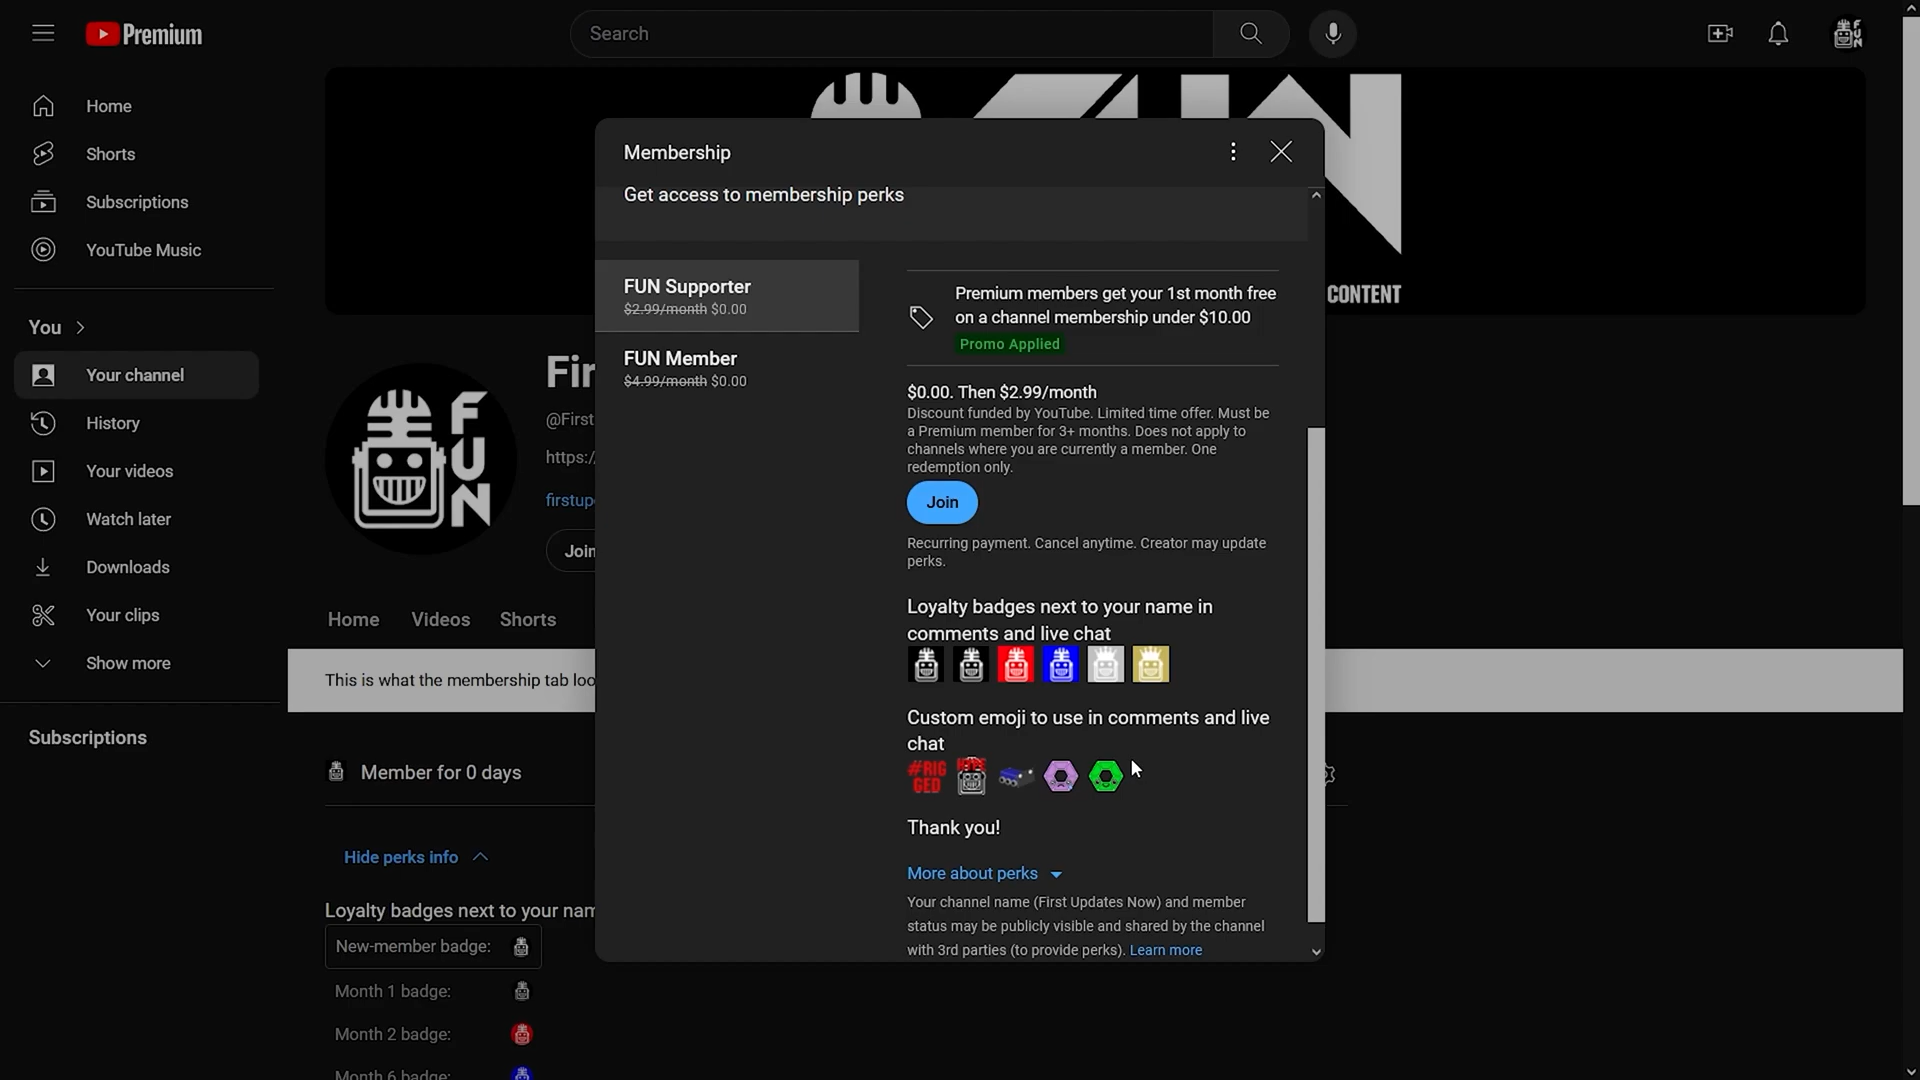 Premium
Search
Home
Shorts
Subscriptions
YouTube Music
You
Your channel
History
Your videos
Watch later
Downloads
Your clips
Show more
Subscriptions
FUN
CONTENT
FUN
Fir
@First
https:/
firstup
Join
Home Videos Shorts
This is what the membership tab loo
Member for 0 days
Hide perks info
Loyalty badges next to your nam
New-member badge:
Month 1 badge:
Month 2 badge:
Month 6 badge:
Membership
Get access to membership perks
FUN Supporter
$2.99/month $0.00
FUN Member
$4.99/month $0.00
Premium members get your 1st month free
on a channel membership under $10.00
Promo Applied
$0.00. Then $2.99/month
Discount funded by YouTube. Limited time offer. Must be
a Premium member for 3+ months. Does not apply to
channels where you are currently a member. One
redemption only.
Join
Recurring payment. Cancel anytime. Creator may update
perks.
Loyalty badges next to your name in
comments and live chat
Custom emoji to use in comments and live
chat
#RIG
GED
HYPE
Thank you!
More about perks
Your channel name (First Updates Now) and member
status may be publicly visible and shared by the channel
with 3rd parties (to provide perks). Learn more